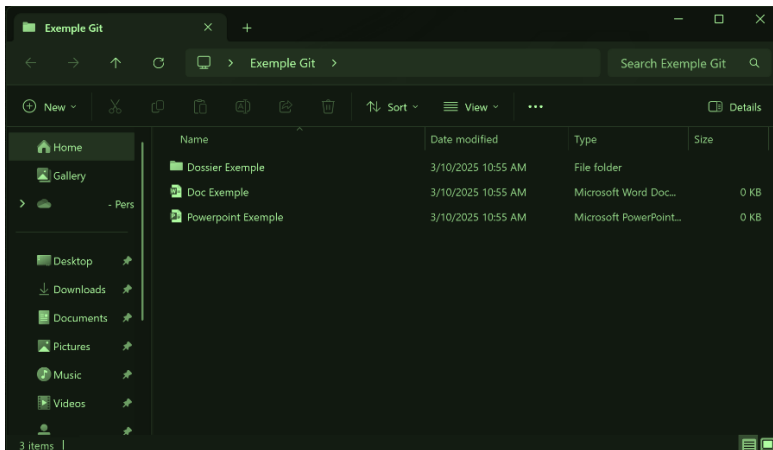 Exemple Git
Exemple Git
Search Exemple Git
New
Sort
View
Details
Name
Date modified
Type
Size
Home
Gallery
- Pers
Desktop
Downloads
Documents
Pictures
Music
Videos
Dossier Exemple 3/10/2025 10:55 AM File folder
Doc Exemple 3/10/2025 10:55 AM Microsoft Word Doc... 0 KB
Powerpoint Exemple 3/10/2025 10:55 AM Microsoft PowerPoint... 0 KB
3 items